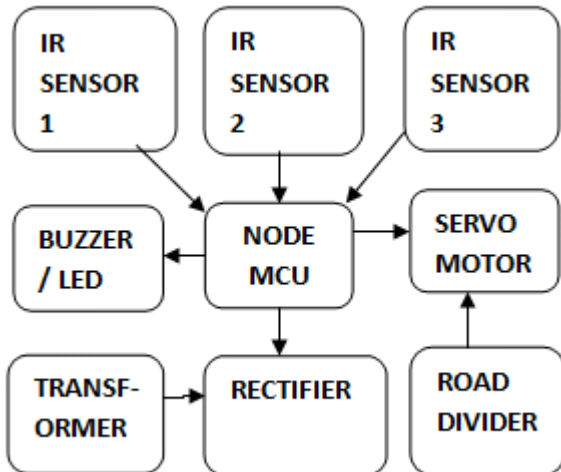 IR
SENSOR
1
IR
SENSOR
2
IR
SENSOR
3
BUZZER
/ LED
NODE
MCU
SERVO
MOTOR
TRANSF-
ORMER
RECTIFIER
ROAD
DIVIDER